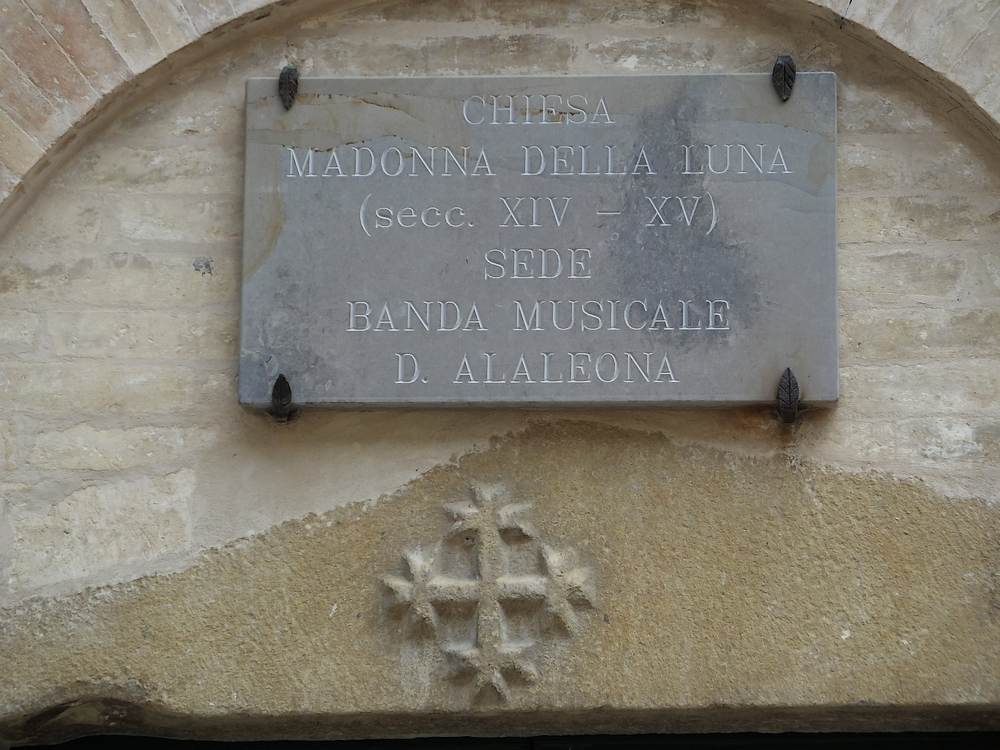 CHIESA
MADONNA DELLA LUNA
(secc. XIV – XV)
SEDE
BANDA MUSICALE
D. ALALEONA